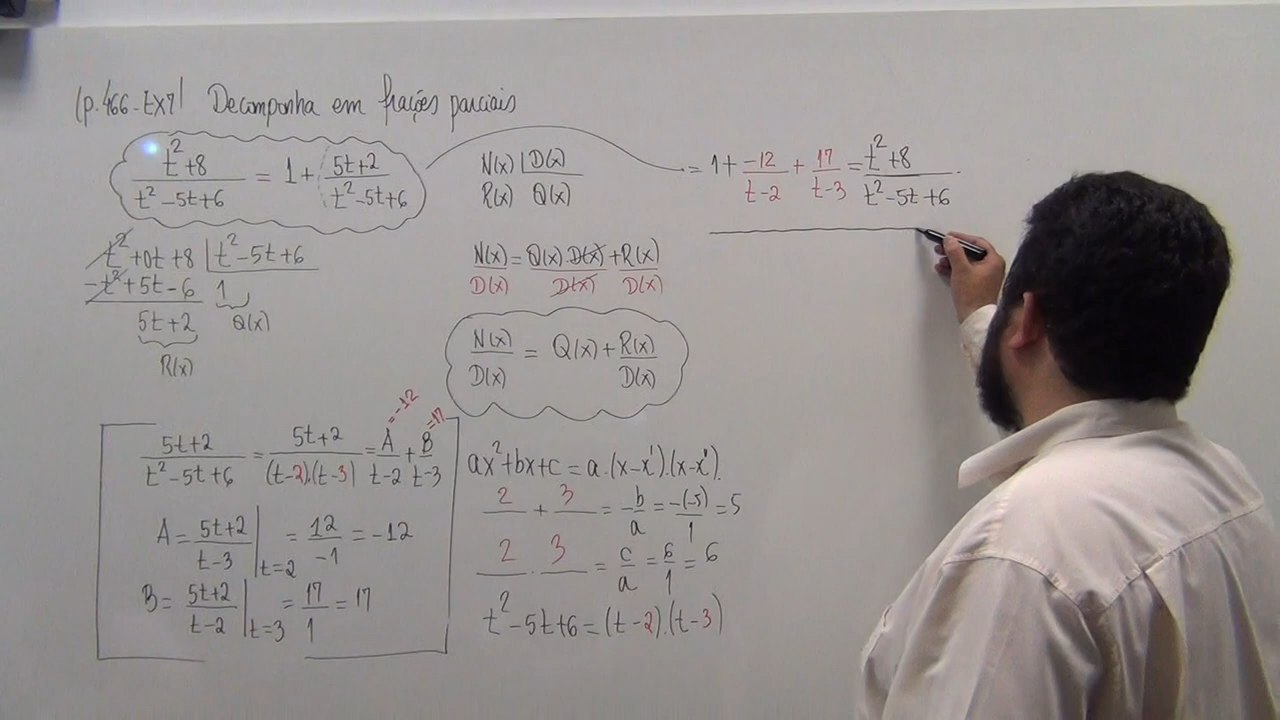 (p.466-EX7) Decomponha em frações parciais
t²+8 / t²-5t+6 = 1 + 5t+2 / t²-5t+6
t²+0t+8 | t²-5t+6
-t²+5t-6 1
5t+2 Q(x)
R(x)
N(x) | D(x)
R(x) Q(x)
N(x)/D(x) = Q(x).D(x)/D(x) + R(x)/D(x)
N(x)/D(x) = Q(x) + R(x)/D(x)
= 1 + -12/t-2 + 17/t-3 = t²+8 / t²-5t+6.
=-12 =17
5t+2 / t²-5t+6 = 5t+2 / (t-2).(t-3) = A/t-2 + B/t-3
A = 5t+2 / t-3 |t=2 = 12/-1 = -12
B = 5t+2 / t-2 |t=3 = 17/1 = 17
ax²+bx+c = a.(x-x').(x-x'').
2 + 3 = -b/a = -(-5)/1 = 5
2 . 3 = c/a = 6/1 = 6
t²-5t+6 = (t-2).(t-3)